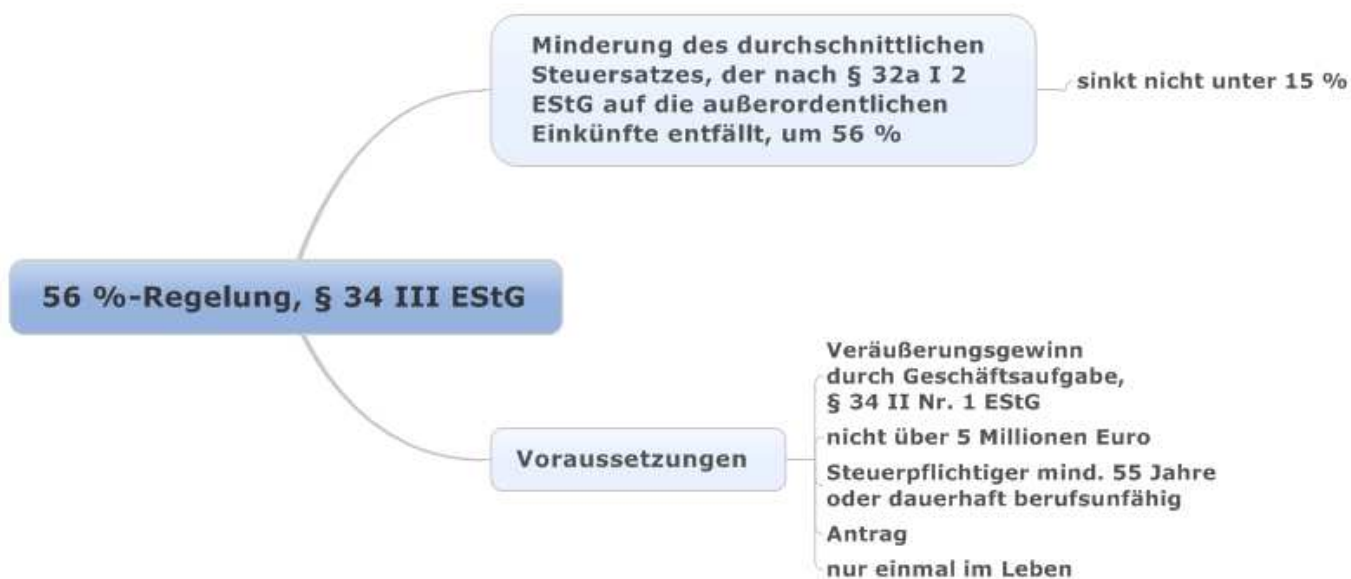 Minderung des durchschnittlichen
Steuersatzes, der nach § 32a I 2
EStG auf die außerordentlichen
Einkünfte entfällt, um 56 %
sinkt nicht unter 15 %
56 %-Regelung, § 34 III EStG
Voraussetzungen
Veräußerungsgewinn
durch Geschäftsaufgabe,
§ 34 II Nr. 1 EStG
nicht über 5 Millionen Euro
Steuerpflichtiger mind. 55 Jahre
oder dauerhaft berufsunfähig
Antrag
nur einmal im Leben